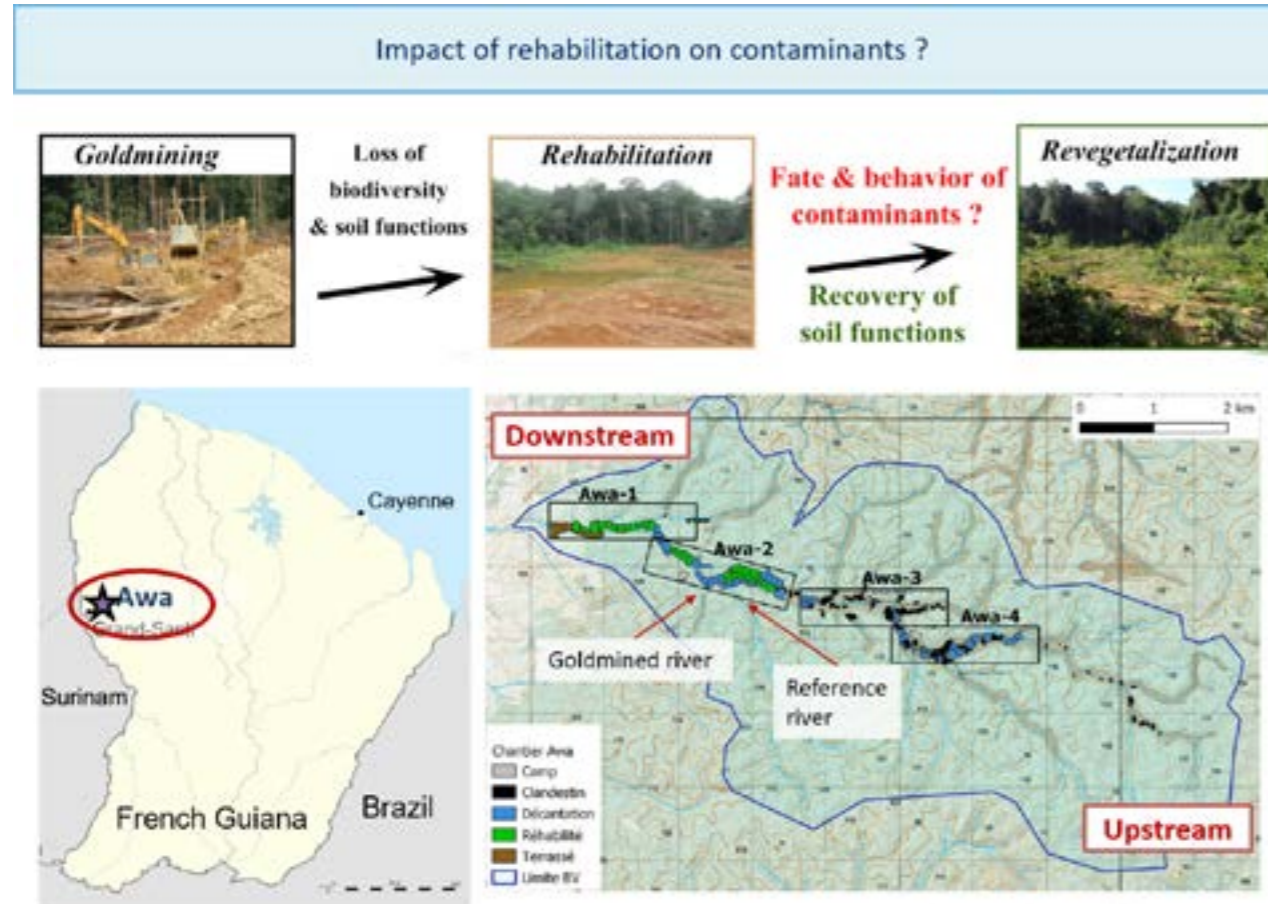 Impact of rehabilitation on contaminants ?
Goldmining
Loss of
biodiversity
& soil functions
Rehabilitation
Fate & behavior of
contaminants ?
Recovery of
soil functions
Revegetalization
Cayenne
Awa
Grand-Santi
Surinam
French Guiana
Brazil
Downstream
0 1 2 km
Awa-1
Awa-2
Awa-3
Awa-4
Goldmined river
Reference
river
Chantier Awa
Camp
Clandestin
Décantation
Réhabilité
Terrassé
Limite BV
Upstream